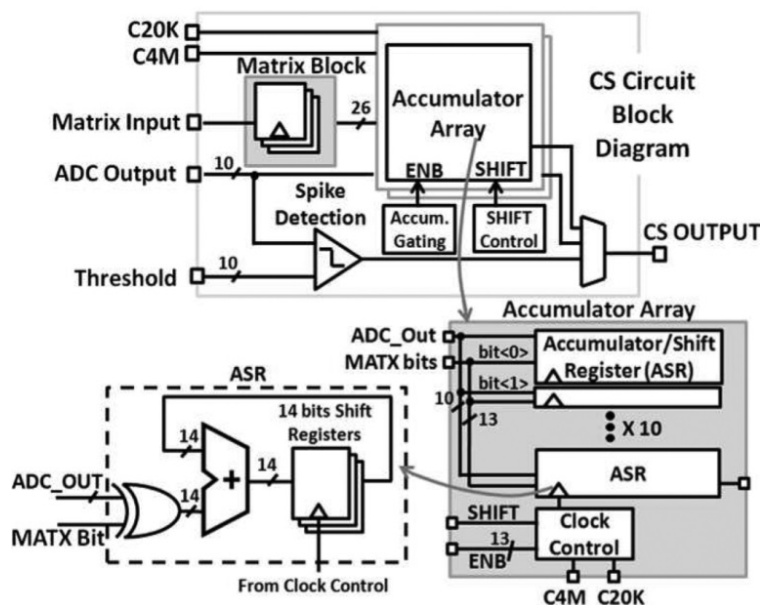 C20K
C4M
Matrix Block
CS Circuit
Block
Diagram
Accumulator
Array
26
Matrix Input
ADC Output
10
ENB
SHIFT
Spike
Detection
Accum.
Gating
SHIFT
Control
CS OUTPUT
Threshold
10
Accumulator Array
ADC_Out
MATX bits
bit<0>
Accumulator/Shift
Register (ASR)
bit<1>
10
13
X 10
ASR
SHIFT
13
ENB
Clock
Control
C4M
C20K
ASR
14 bits Shift
Registers
14
14
14
+
ADC_OUT
MATX Bit
From Clock Control